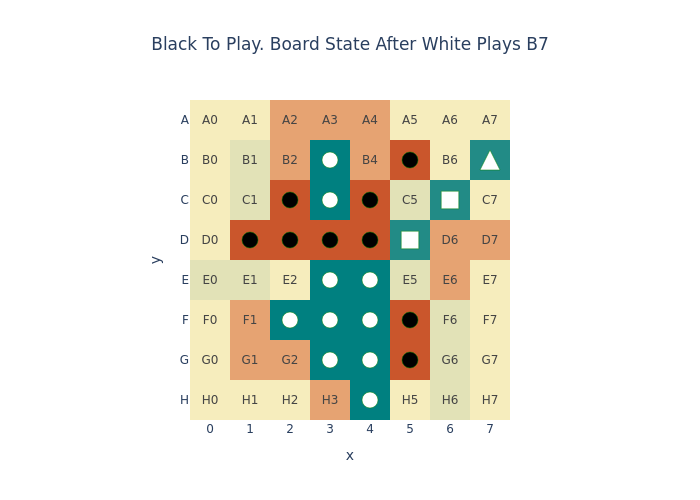 Black To Play. Board State After White Plays B7
A A0 A1 A2 A3 A4 A5 A6 A7
B B0 B1 B2 B4 B6
C C0 C1 C5 C7
D D0 D6 D7
E E0 E1 E2 E5 E6 E7
F F0 F1 F6 F7
G G0 G1 G2 G6 G7
H H0 H1 H2 H3 H5 H6 H7
0 1 2 3 4 5 6 7
x
y